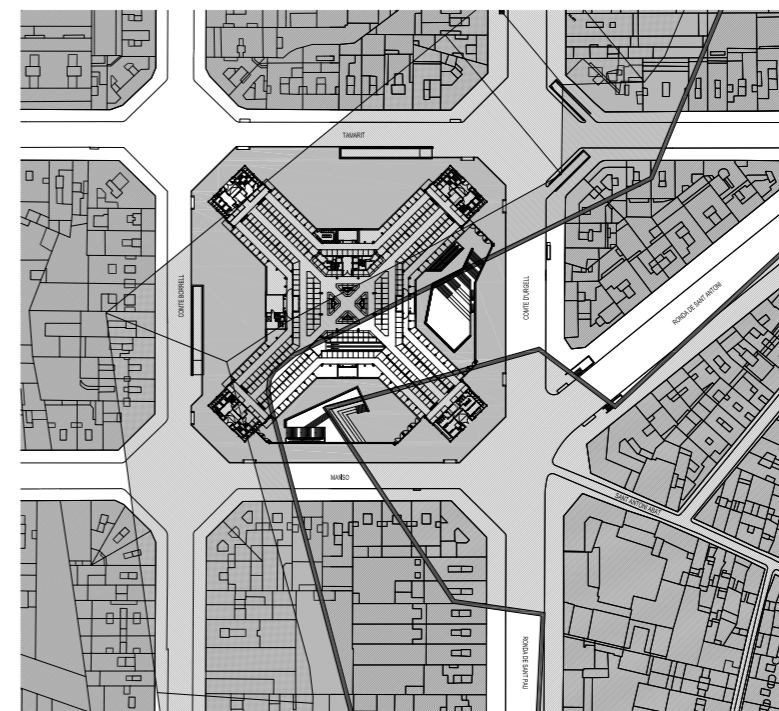 TAMARIT
COMTE BORRELL
COMTE D'URGELL
RONDA DE SANT ANTONI
MANSO
SANT ANTONI ABAT
RONDA DE SANT PAU